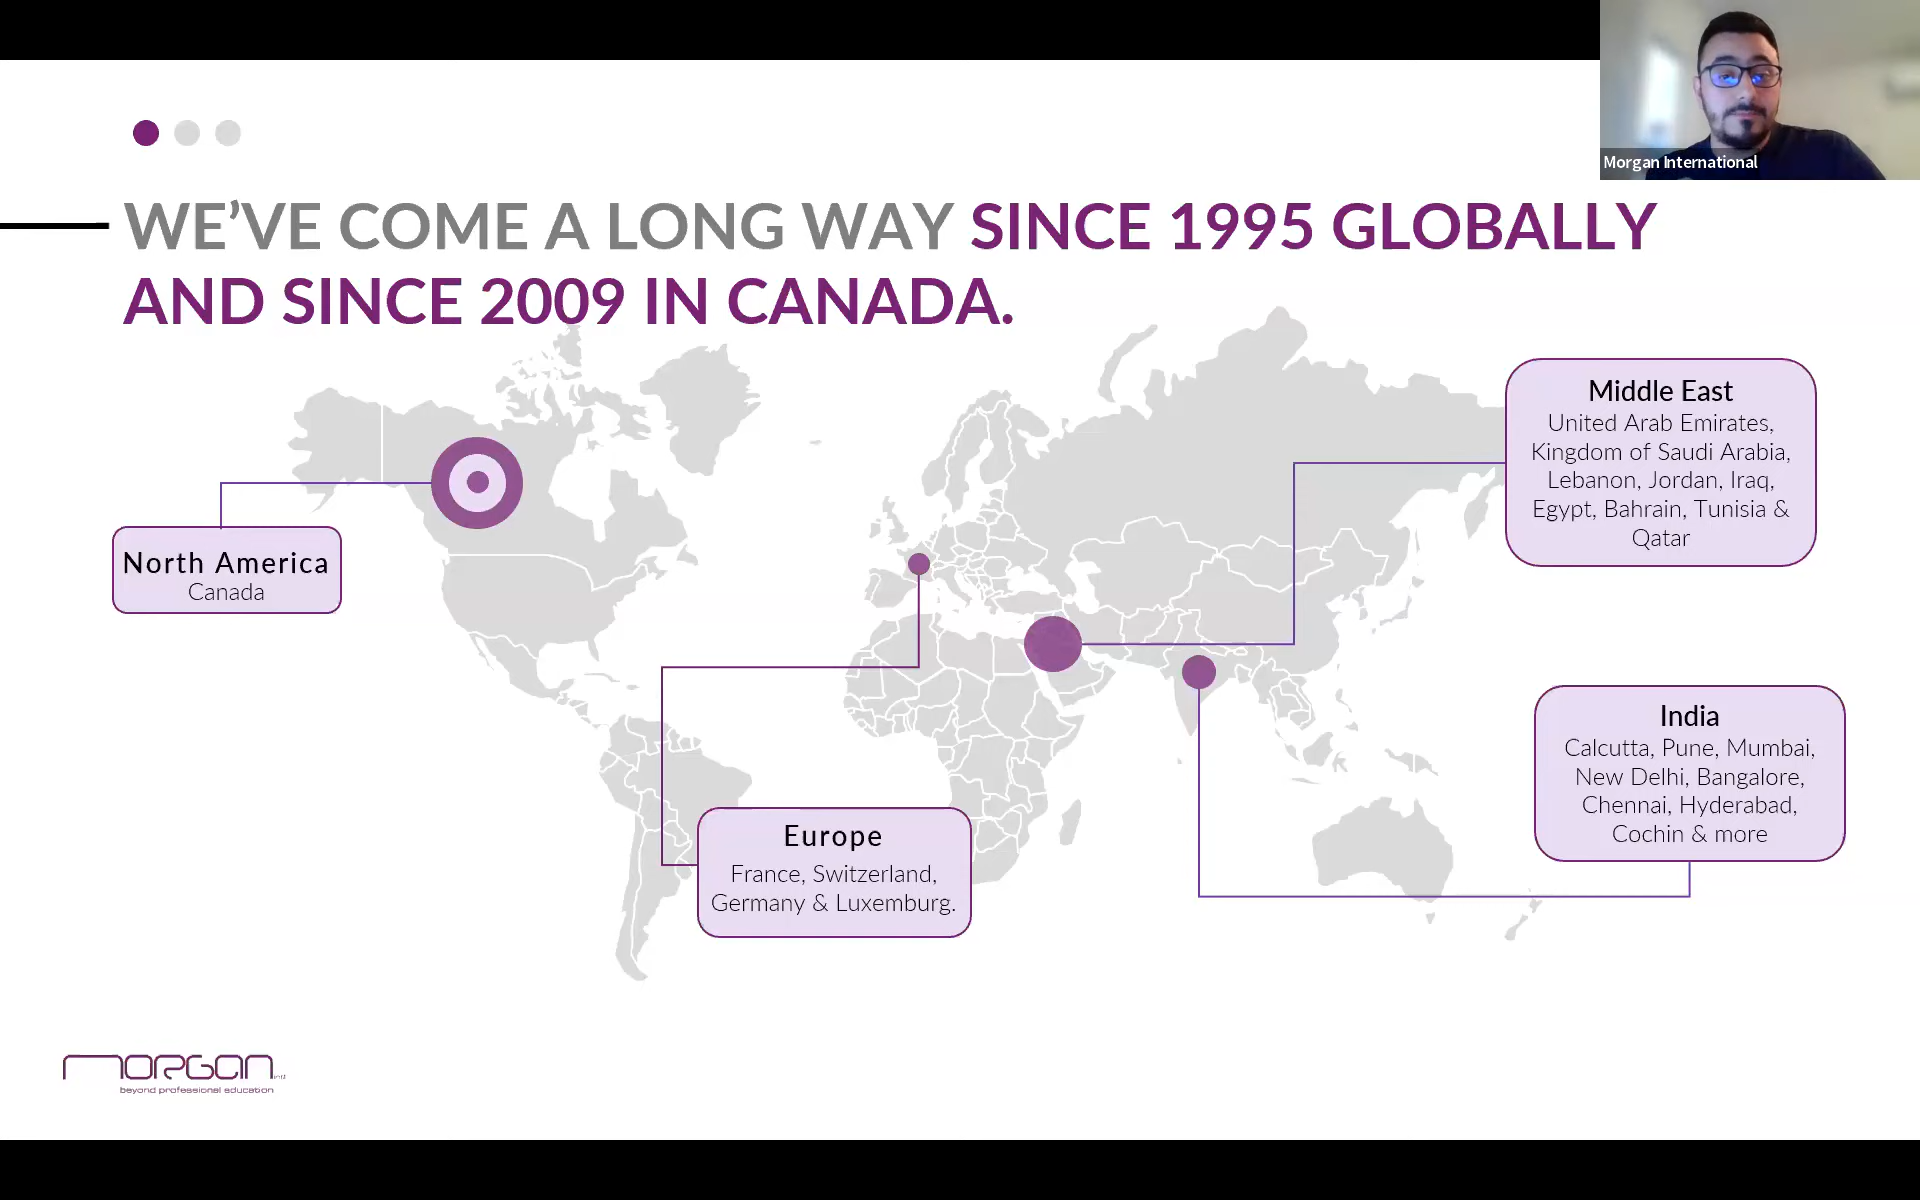 Morgan International
WE’VE COME A LONG WAY SINCE 1995 GLOBALLY
AND SINCE 2009 IN CANADA.
North America
Canada
Europe
France, Switzerland,
Germany & Luxemburg.
Middle East
United Arab Emirates,
Kingdom of Saudi Arabia,
Lebanon, Jordan, Iraq,
Egypt, Bahrain, Tunisia &
Qatar
India
Calcutta, Pune, Mumbai,
New Delhi, Bangalore,
Chennai, Hyderabad,
Cochin & more
MORGAN
beyond professional education